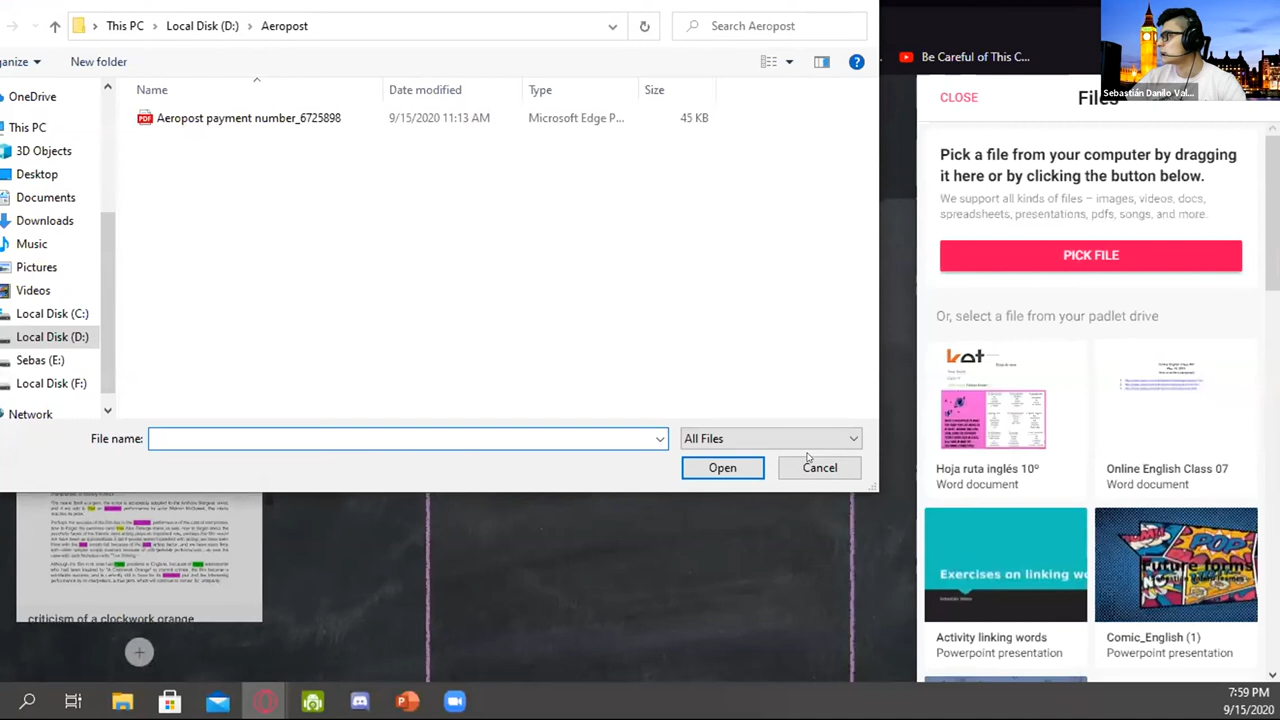 This PC
Local Disk (D:)
Aeropost
Search Aeropost
anize
New folder
Name
Date modified
Type
Size
Aeropost payment number_6725898
9/15/2020 11:13 AM
Microsoft Edge P...
45 KB
OneDrive
This PC
3D Objects
Desktop
Documents
Downloads
Music
Pictures
Videos
Local Disk (C:)
Local Disk (D:)
Sebas (E:)
Local Disk (F:)
Network
File name:
All Files
Open
Cancel
criticism of a clockwork orange
Be Careful of This C...
Sebastián Danilo Val...
CLOSE
Files
Pick a file from your computer by dragging
it here or by clicking the button below.
We support all kinds of files – images, videos, docs,
spreadsheets, presentations, pdfs, songs, and more.
PICK FILE
Or, select a file from your padlet drive
Hoja ruta inglés 10º
Word document
Online English Class 07
Word document
Exercises on linking wo
Activity linking words
Powerpoint presentation
POP
Future forms
Comic_English (1)
Powerpoint presentation
7:59 PM
9/15/2020